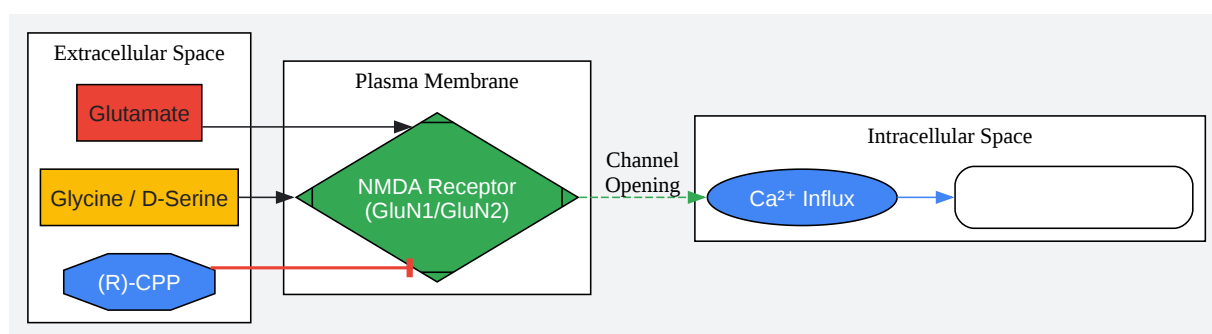 Extracellular Space
Glutamate
Glycine / D-Serine
(R)-CPP
Plasma Membrane
NMDA Receptor
(GluN1/GluN2)
Channel
Opening
Intracellular Space
Ca²⁺ Influx